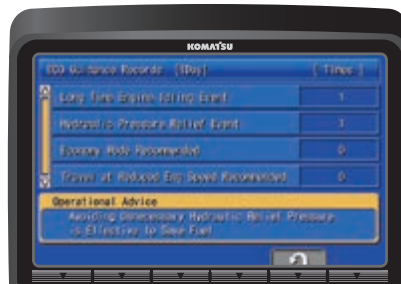 KOMATSU
ECO Guidance Records [1Day] [ Times ]
Long Time Engine Idling Event 1
Hydraulic Pressure Relief Event
Economy Mode Recommended 0
Travel at Reduced Eng Speed Recommended 0
Operational Advice
Avoiding Unnecessary Hydraulic Relief Pressure
is Effective to Save Fuel